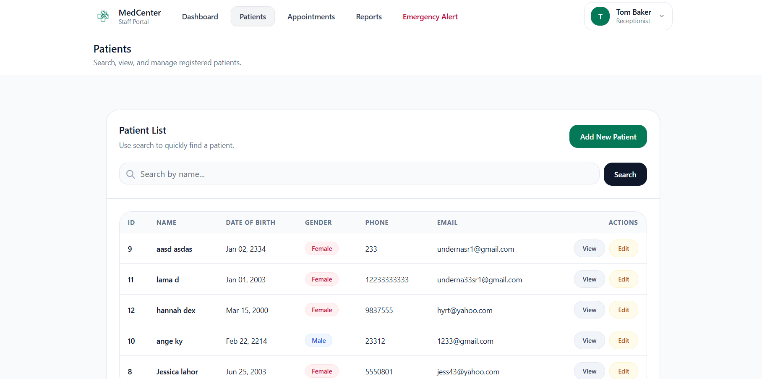 MedCenter
Staff Portal
Dashboard Patients Appointments Reports Emergency Alert
T
Tom Baker
Receptionist
Patients
Search, view, and manage registered patients.
Patient List
Use search to quickly find a patient.
Add New Patient
Search by name...
Search
ID NAME DATE OF BIRTH GENDER PHONE EMAIL ACTIONS
9 aasd asdas Jan 02, 2334 Female 233 undernasr1@gmail.com View Edit
11 lama d Jan 01, 2003 Female 12233333333 underna33sr1@gmail.com View Edit
12 hannah dex Mar 15, 2000 Female 9837555 hyrt@yahoo.com View Edit
10 ange ky Feb 22, 2214 Male 23312 1233@gmail.com View Edit
8 Jessica lahor Jun 25, 2003 Female 5550801 jess43@yahoo.com View Edit